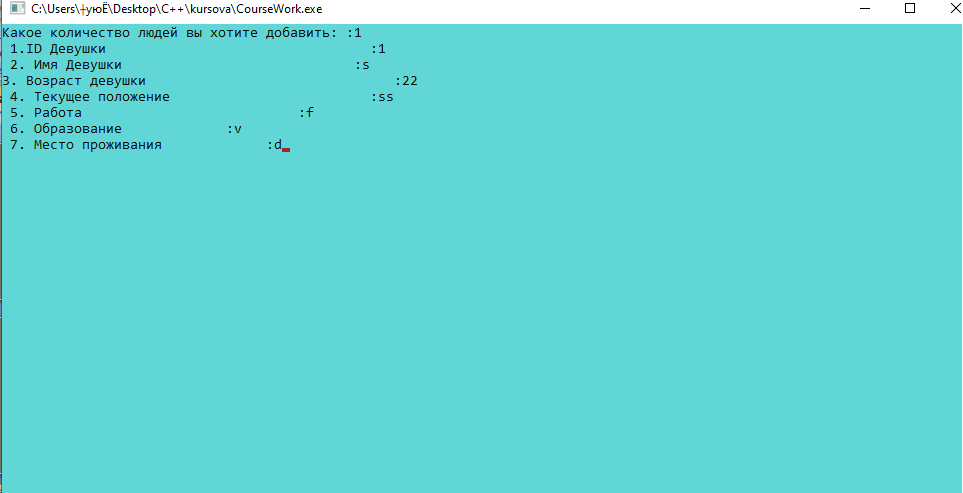 C:\Users\┼уюЁ\Desktop\C++\kursova\CourseWork.exe
Какое количество людей вы хотите добавить: :1
1.ID Девушки :1
2. Имя Девушки :s
3. Возраст девушки :22
4. Текущее положение :ss
5. Работа :f
6. Образование :v
7. Место проживания :d